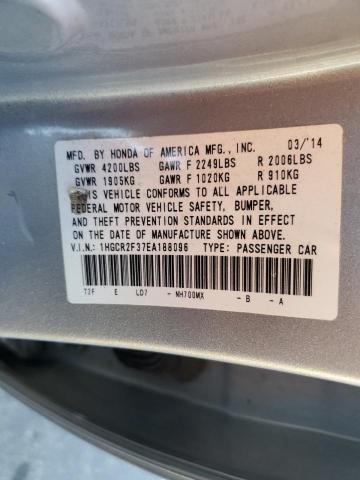 MFD. BY HONDA OF AMERICA MFG., INC. 03/'14
GVWR 4200LBS GAWR F 2249LBS R 2006LBS
GVWR 1905KG GAWR F 1020KG R 910KG
THIS VEHICLE CONFORMS TO ALL APPLICABLE
FEDERAL MOTOR VEHICLE SAFETY, BUMPER,
AND THEFT PREVENTION STANDARDS IN EFFECT
ON THE DATE OF MANUFACTURE SHOWN ABOVE.
V.I.N.: 1HGCR2F37EA188096 TYPE: PASSENGER CAR
T2F E LD7 - NH700MX - B - A